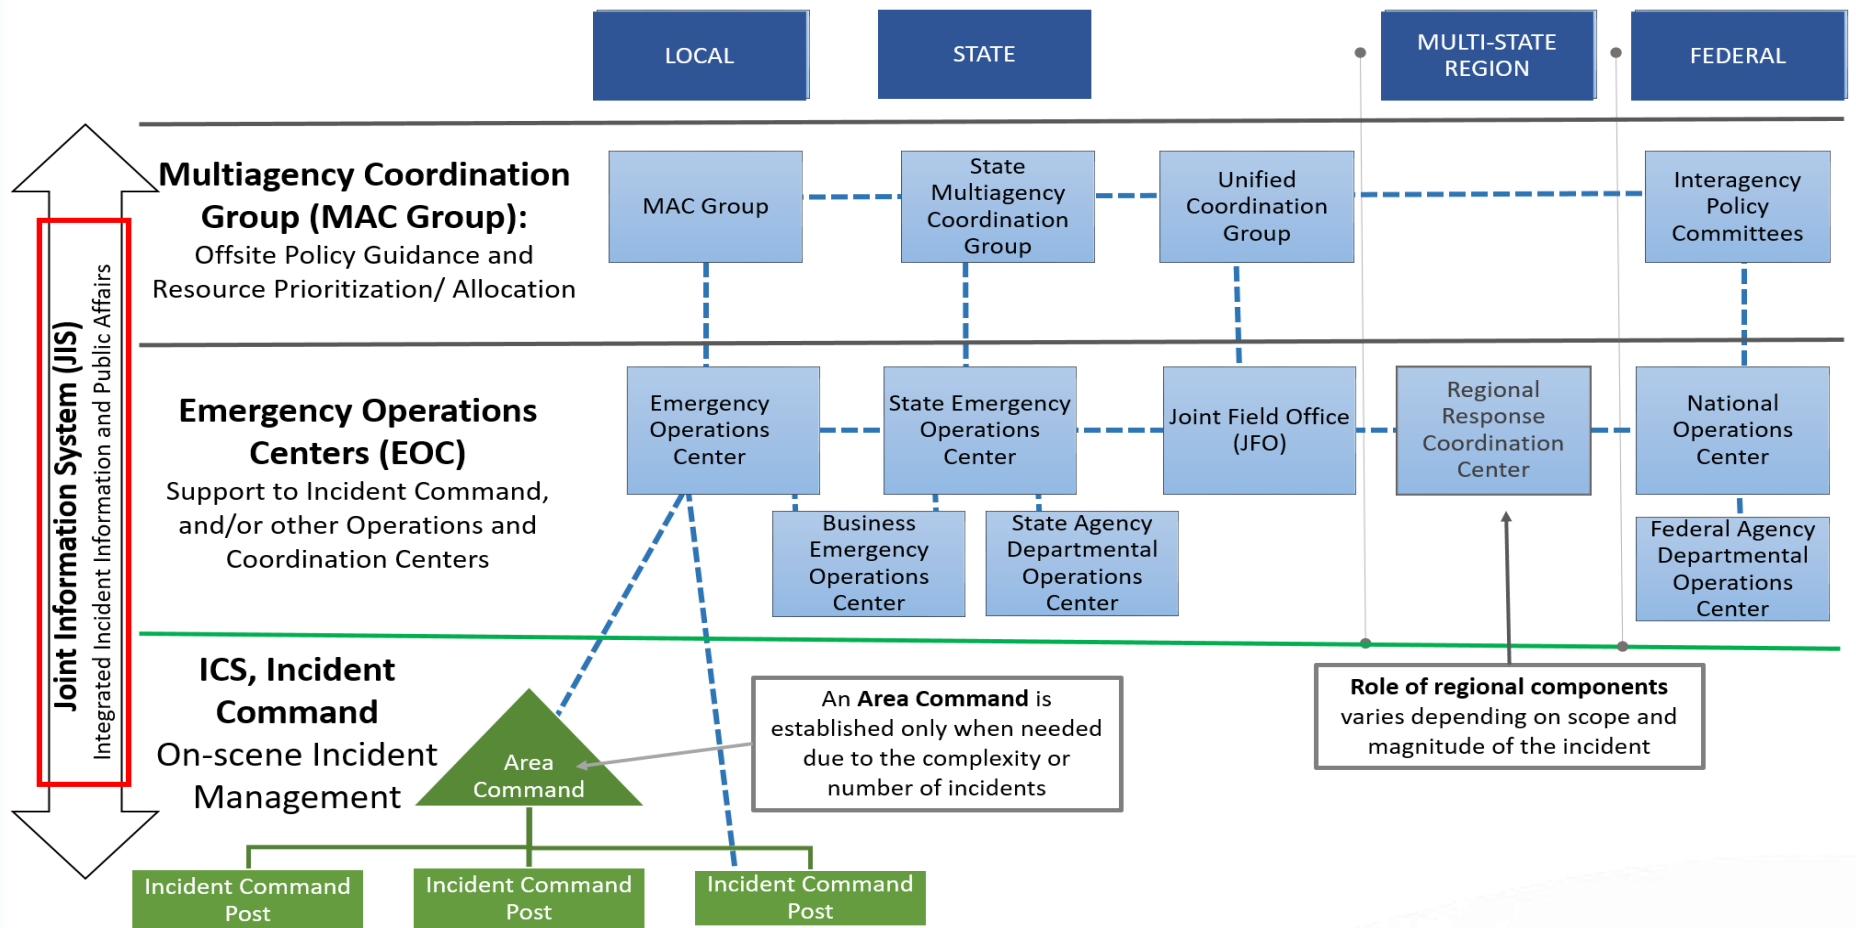 LOCAL
STATE
MULTI-STATE
REGION
FEDERAL
Joint Information System (JIS)
Integrated Incident Information and Public Affairs
Multiagency Coordination
Group (MAC Group):
Offsite Policy Guidance and
Resource Prioritization/ Allocation
MAC Group
State
Multiagency
Coordination
Group
Unified
Coordination
Group
Interagency
Policy
Committees
Emergency Operations
Centers (EOC)
Support to Incident Command,
and/or other Operations and
Coordination Centers
Emergency
Operations
Center
State Emergency
Operations
Center
Joint Field Office
(JFO)
Regional
Response
Coordination
Center
National
Operations
Center
Business
Emergency
Operations
Center
State Agency
Departmental
Operations
Center
Federal Agency
Departmental
Operations
Center
ICS, Incident
Command
On-scene Incident
Management
Area
Command
An Area Command is
established only when needed
due to the complexity or
number of incidents
Role of regional components
varies depending on scope and
magnitude of the incident
Incident Command
Post
Incident Command
Post
Incident Command
Post